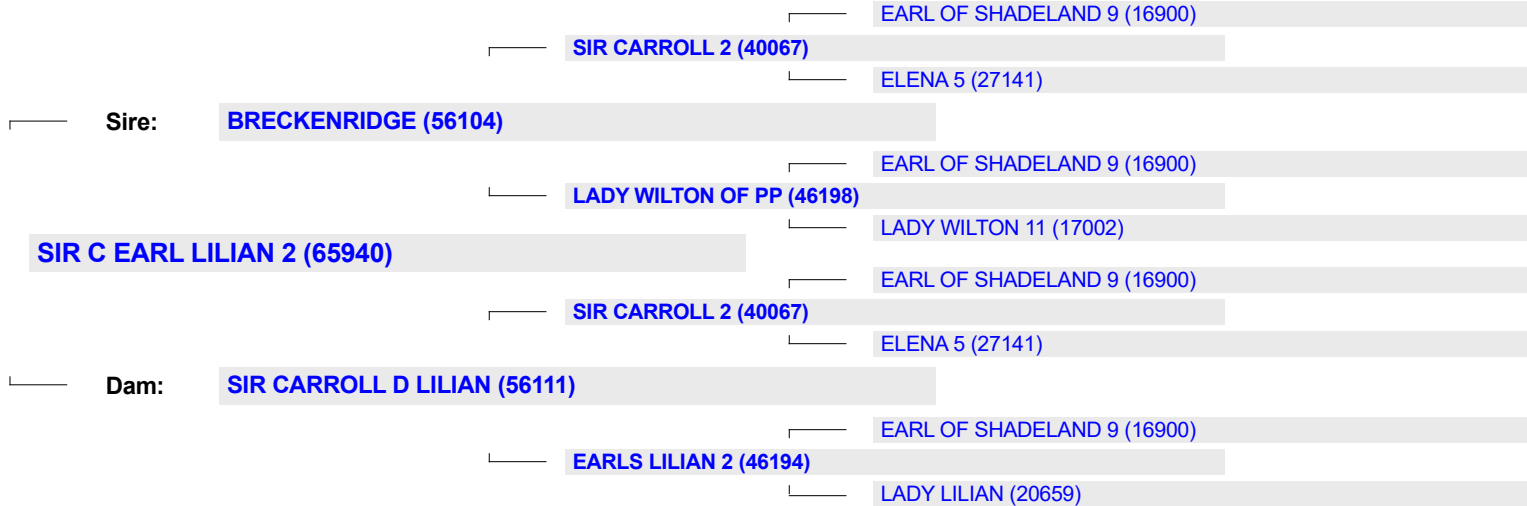 EARL OF SHADELAND 9 (16900)
SIR CARROLL 2 (40067)
ELENA 5 (27141)
Sire: BRECKENRIDGE (56104)
EARL OF SHADELAND 9 (16900)
LADY WILTON OF PP (46198)
LADY WILTON 11 (17002)
SIR C EARL LILIAN 2 (65940)
EARL OF SHADELAND 9 (16900)
SIR CARROLL 2 (40067)
ELENA 5 (27141)
Dam: SIR CARROLL D LILIAN (56111)
EARL OF SHADELAND 9 (16900)
EARLS LILIAN 2 (46194)
LADY LILIAN (20659)